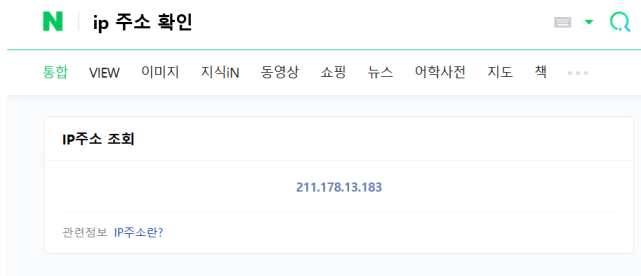 N ip 주소 확인
통합 VIEW 이미지 지식iN 동영상 쇼핑 뉴스 어학사전 지도 책
IP주소 조회
211.178.13.183
관련정보 IP주소란?